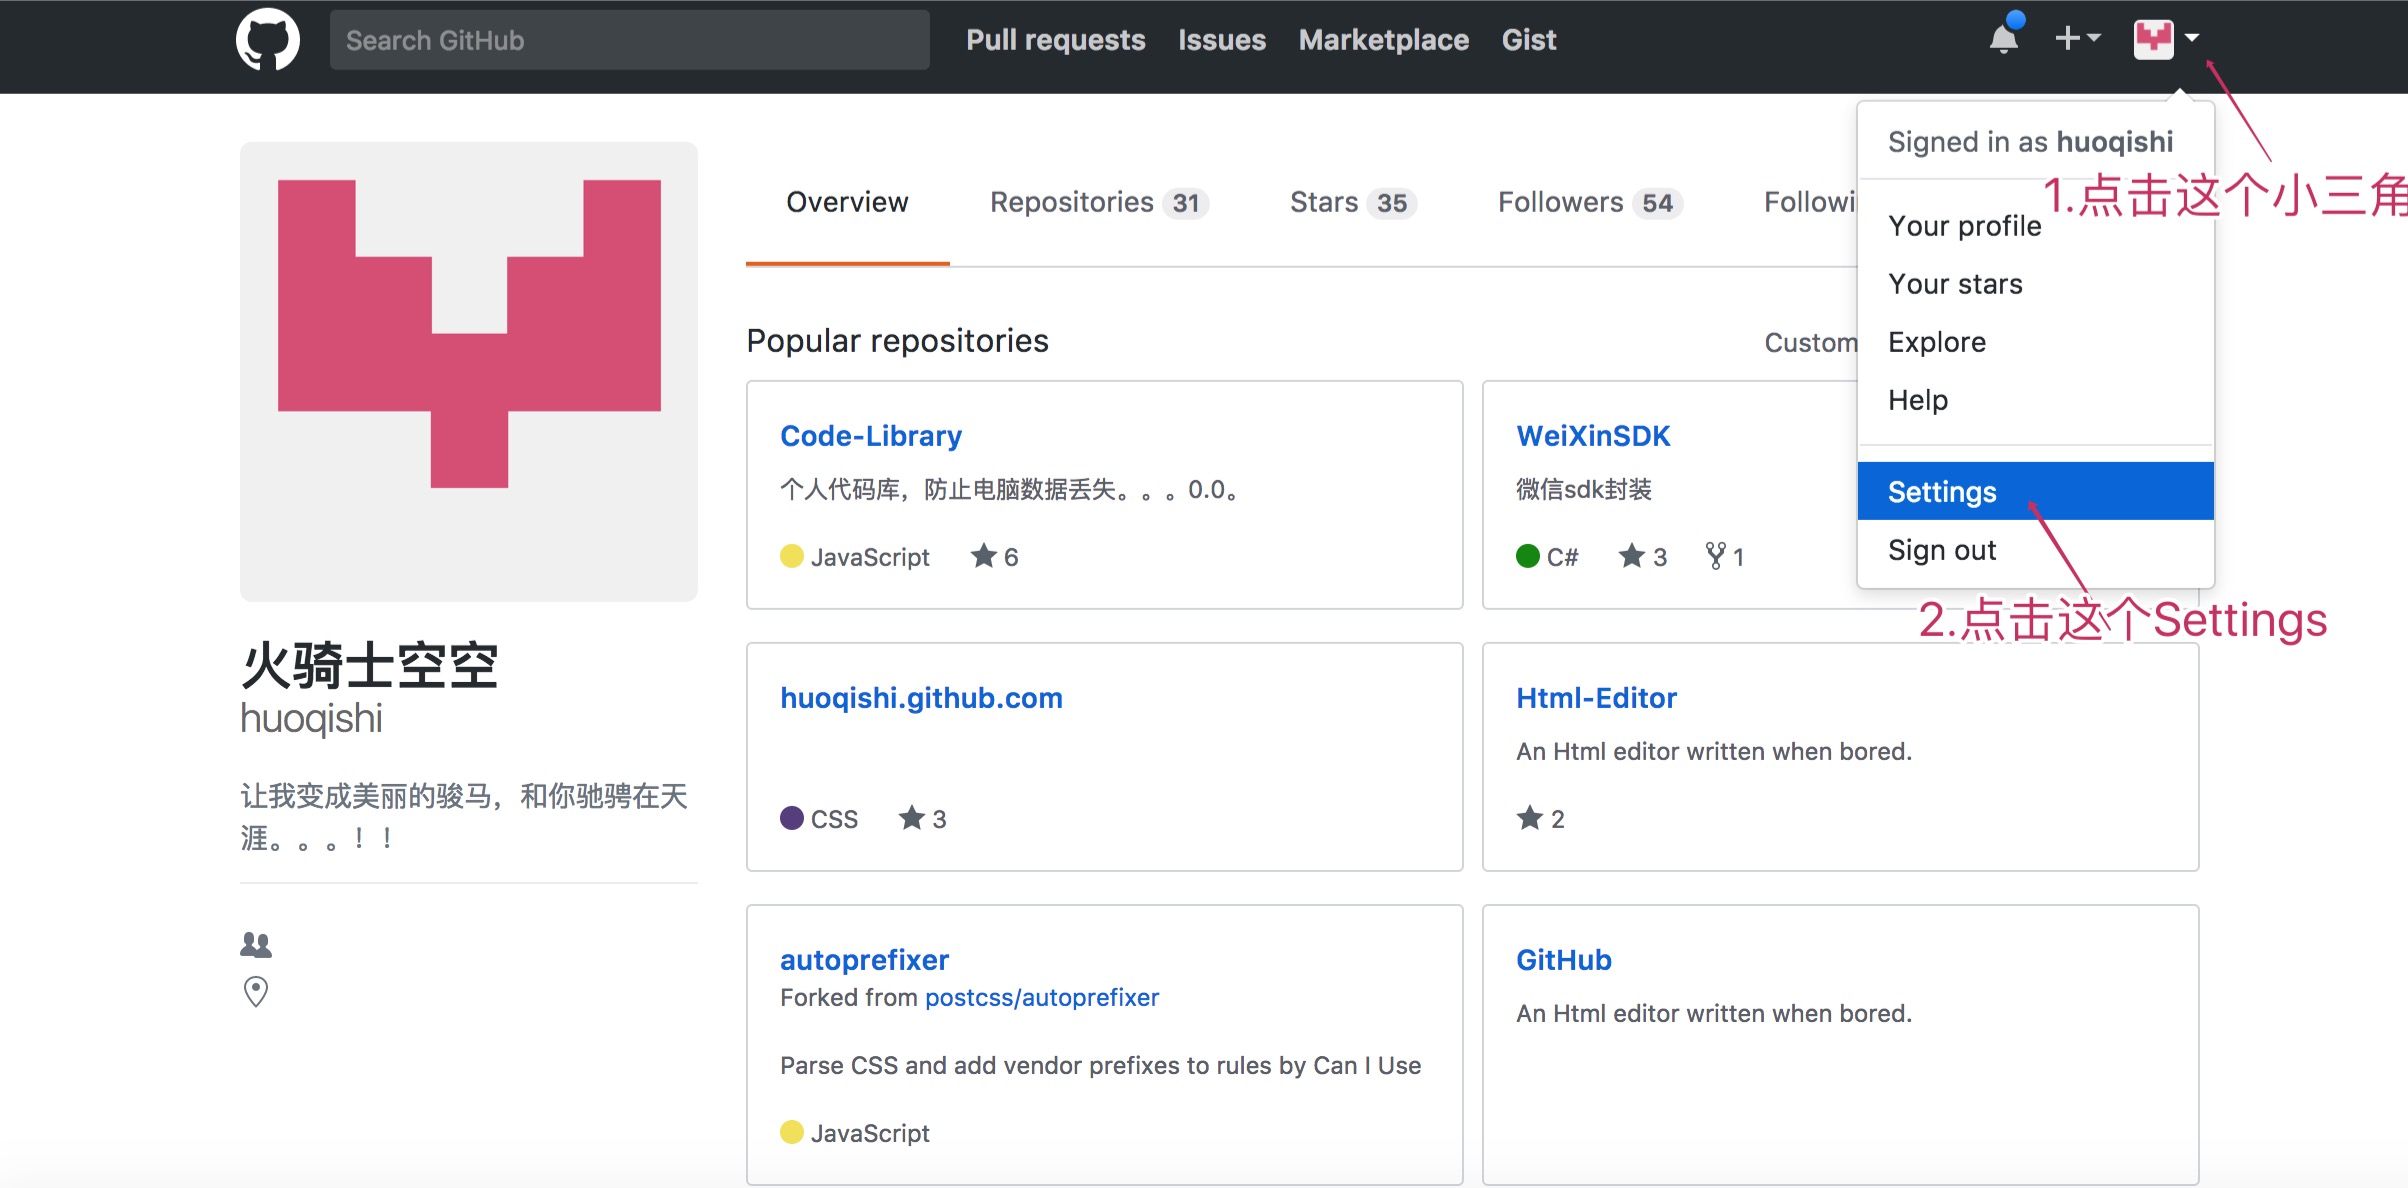 Search GitHub
Pull requests Issues Marketplace Gist
Signed in as huoqishi
1.点击这个小三角
Your profile
Your stars
Explore
Help
Settings
Sign out
2.点击这个Settings
Overview Repositories 31 Stars 35 Followers 54 Followi
Popular repositories
Custom
Code-Library
个人代码库，防止电脑数据丢失。。。0.0。
JavaScript 6
WeiXinSDK
微信sdk封装
C# 3 1
火骑士空空
huoqishi
让我变成美丽的骏马，和你驰骋在天
涯。。。！！
huoqishi.github.com
CSS 3
Html-Editor
An Html editor written when bored.
2
autoprefixer
Forked from postcss/autoprefixer
Parse CSS and add vendor prefixes to rules by Can I Use
JavaScript
GitHub
An Html editor written when bored.